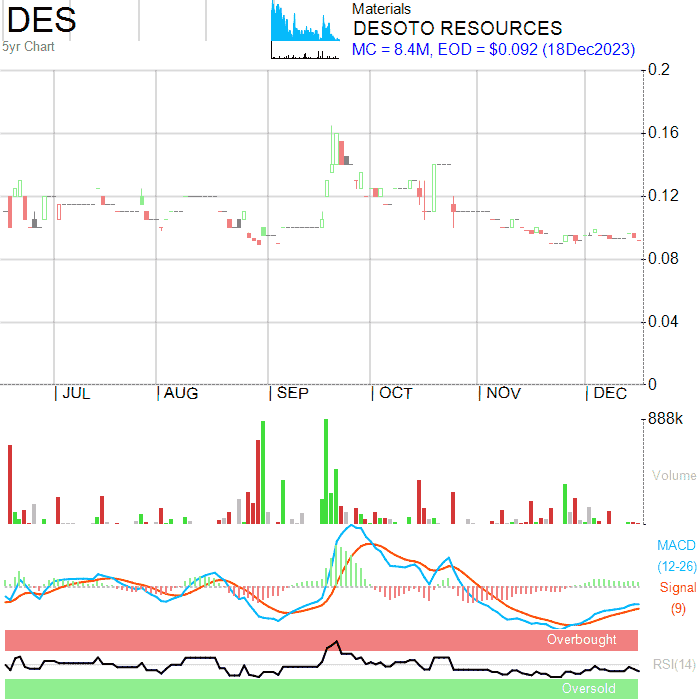 DES
5yr Chart
Materials
DESOTO RESOURCES
MC = 8.4M, EOD = $0.092 (18Dec2023)
0.2
0.16
0.12
0.08
0.04
0
JUL AUG SEP OCT NOV DEC
888k
Volume
MACD
(12-26)
Signal
(9)
Overbought
RSI(14)
Oversold